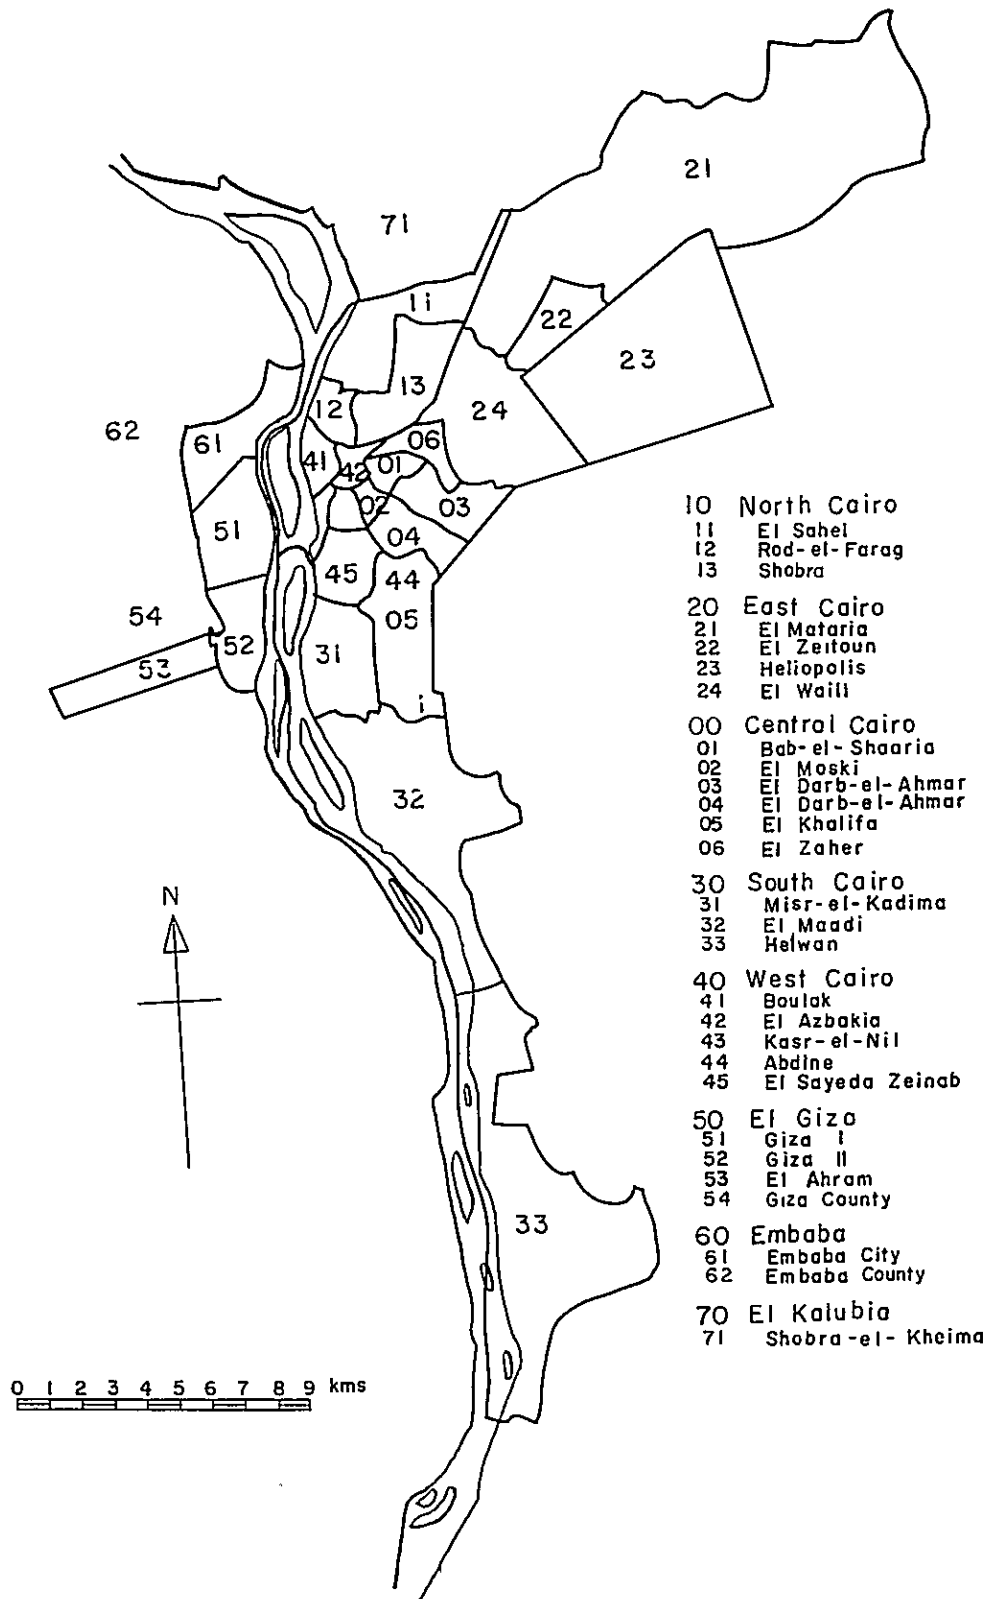 21
71
11
22
23
13
12
24
62
61
06
41
42
01
02
03
51
04
45
44
54
05
31
52
53
32
N
33
0 1 2 3 4 5 6 7 8 9 kms
10 North Cairo
11 El Sahel
12 Rod-el-Farag
13 Shobra
20 East Cairo
21 El Mataria
22 El Zeitoun
23 Heliopolis
24 El Waili
00 Central Cairo
01 Bab-el-Shaaria
02 El Moski
03 El Darb-el-Ahmar
04 El Darb-el-Ahmar
05 El Khalifa
06 El Zaher
30 South Cairo
31 Misr-el-Kadima
32 El Maadi
33 Helwan
40 West Cairo
41 Boulak
42 El Azbakia
43 Kasr-el-Nil
44 Abdine
45 El Sayeda Zeinab
50 El Giza
51 Giza I
52 Giza II
53 El Ahram
54 Giza County
60 Embaba
61 Embaba City
62 Embaba County
70 El Kalubia
71 Shobra-el-Kheima